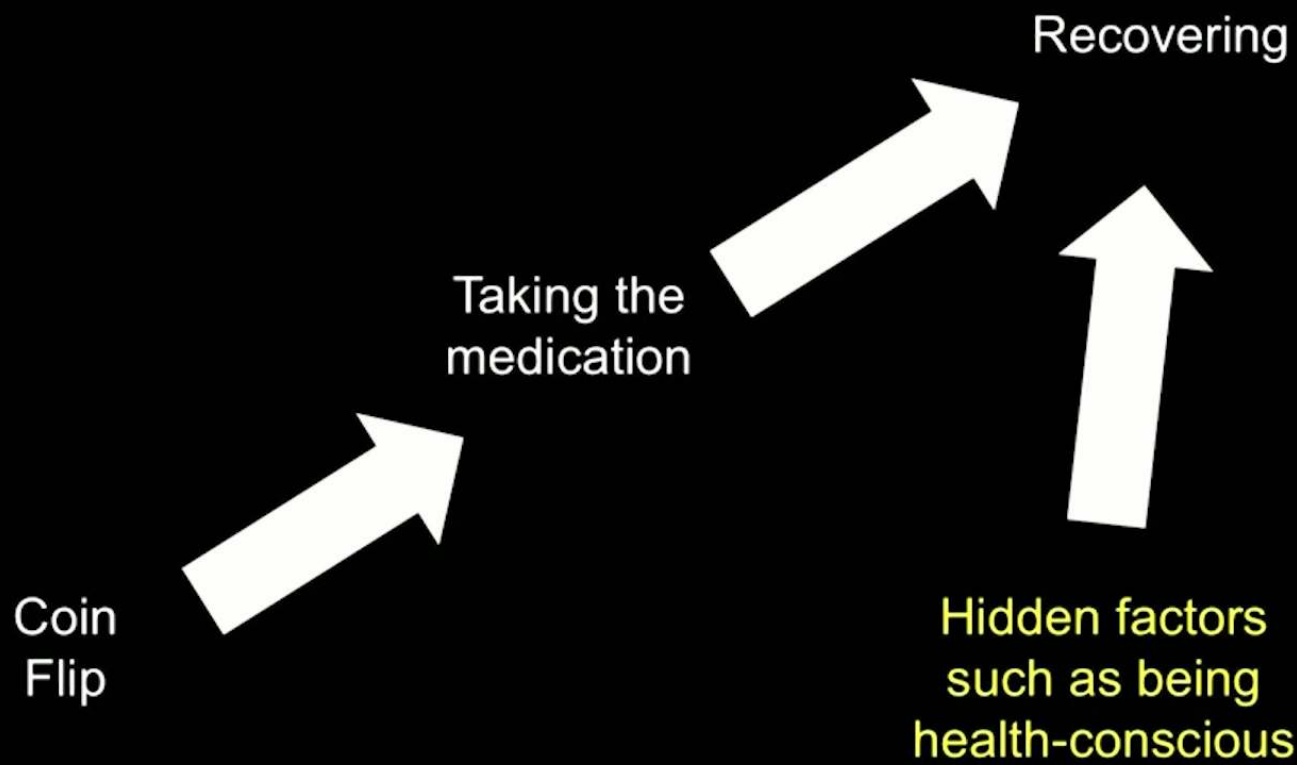 Recovering
Taking the
medication
Coin
Flip
Hidden factors
such as being
health-conscious